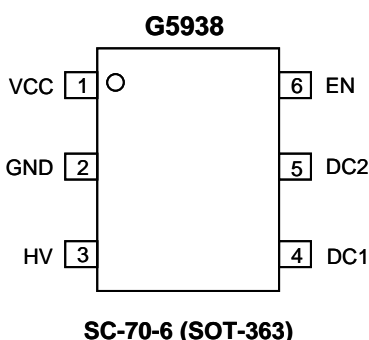 G5938
VCC 1 6 EN
GND 2 5 DC2
HV 3 4 DC1
SC-70-6 (SOT-363)